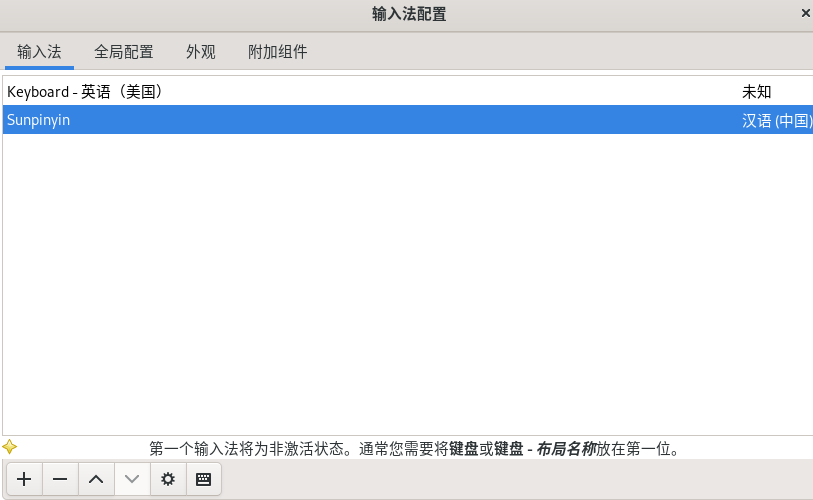 输入法配置
输入法 全局配置 外观 附加组件
Keyboard - 英语（美国） 未知
Sunpinyin 汉语 (中国)
第一个输入法将为非激活状态。通常您需要将键盘或键盘 - 布局名称放在第一位。